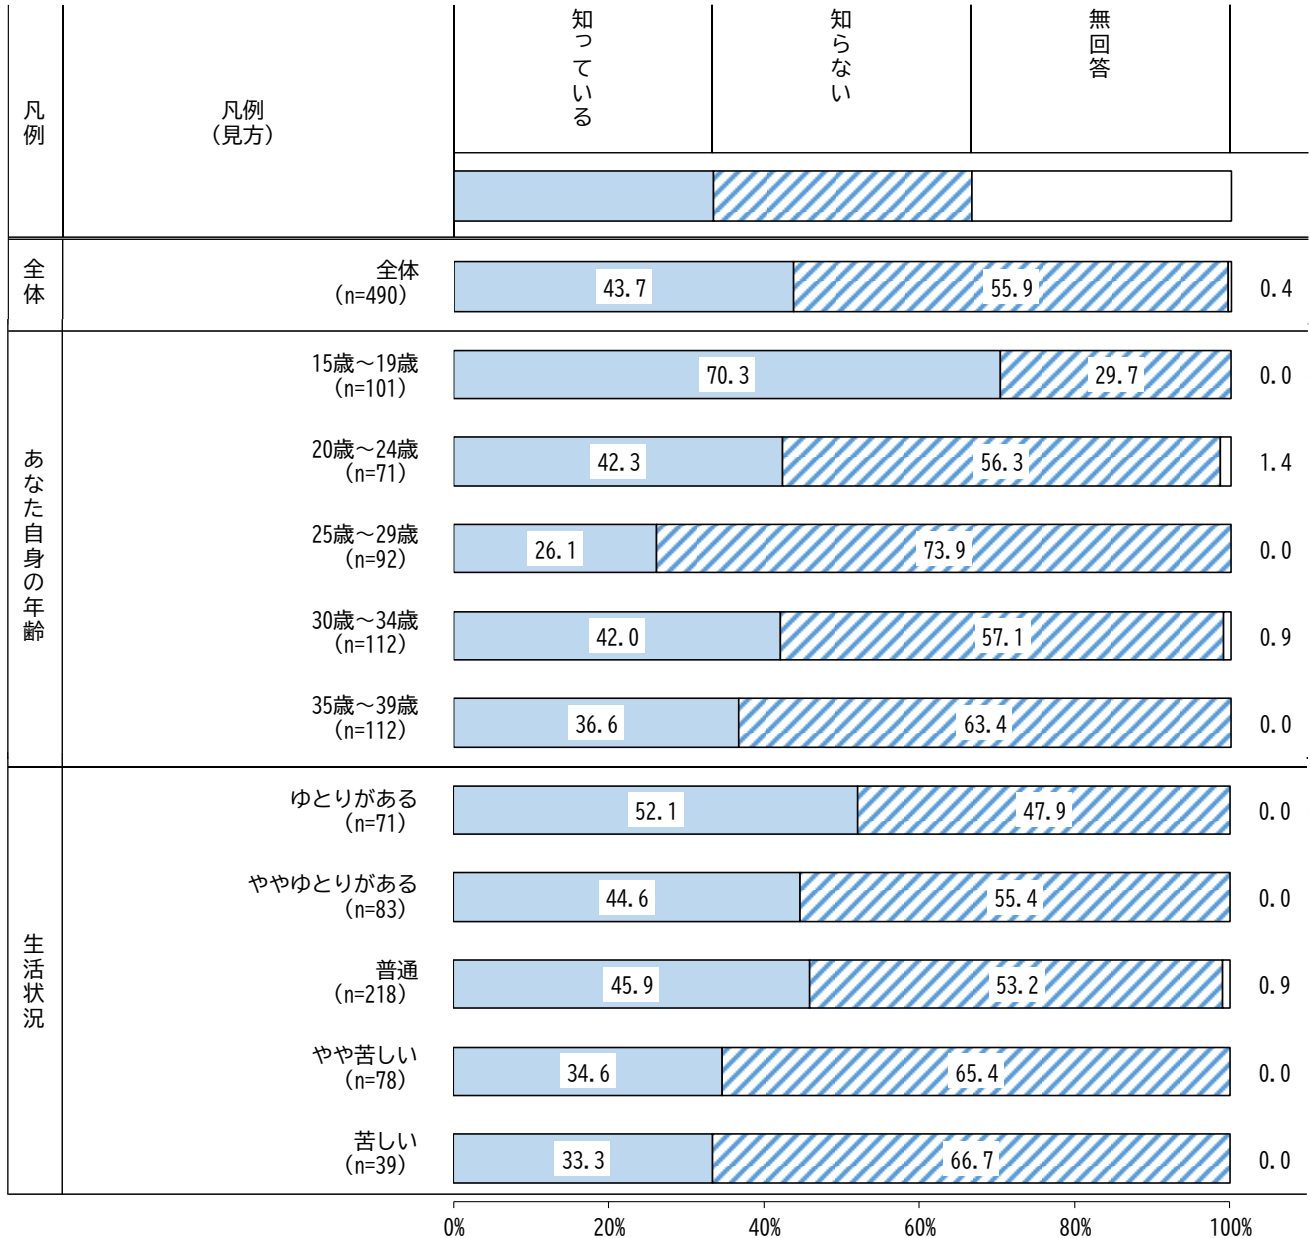 凡例
凡例
（見方）
知っている
知らない
無回答
全体
全体
（n=490）
43.7
55.9
0.4
あなた自身の年齢
15歳～19歳
（n=101）
70.3
29.7
0.0
20歳～24歳
（n=71）
42.3
56.3
1.4
25歳～29歳
（n=92）
26.1
73.9
0.0
30歳～34歳
（n=112）
42.0
57.1
0.9
35歳～39歳
（n=112）
36.6
63.4
0.0
生活状況
ゆとりがある
（n=71）
52.1
47.9
0.0
ややゆとりがある
（n=83）
44.6
55.4
0.0
普通
（n=218）
45.9
53.2
0.9
やや苦しい
（n=78）
34.6
65.4
0.0
苦しい
（n=39）
33.3
66.7
0.0
0%
20%
40%
60%
80%
100%